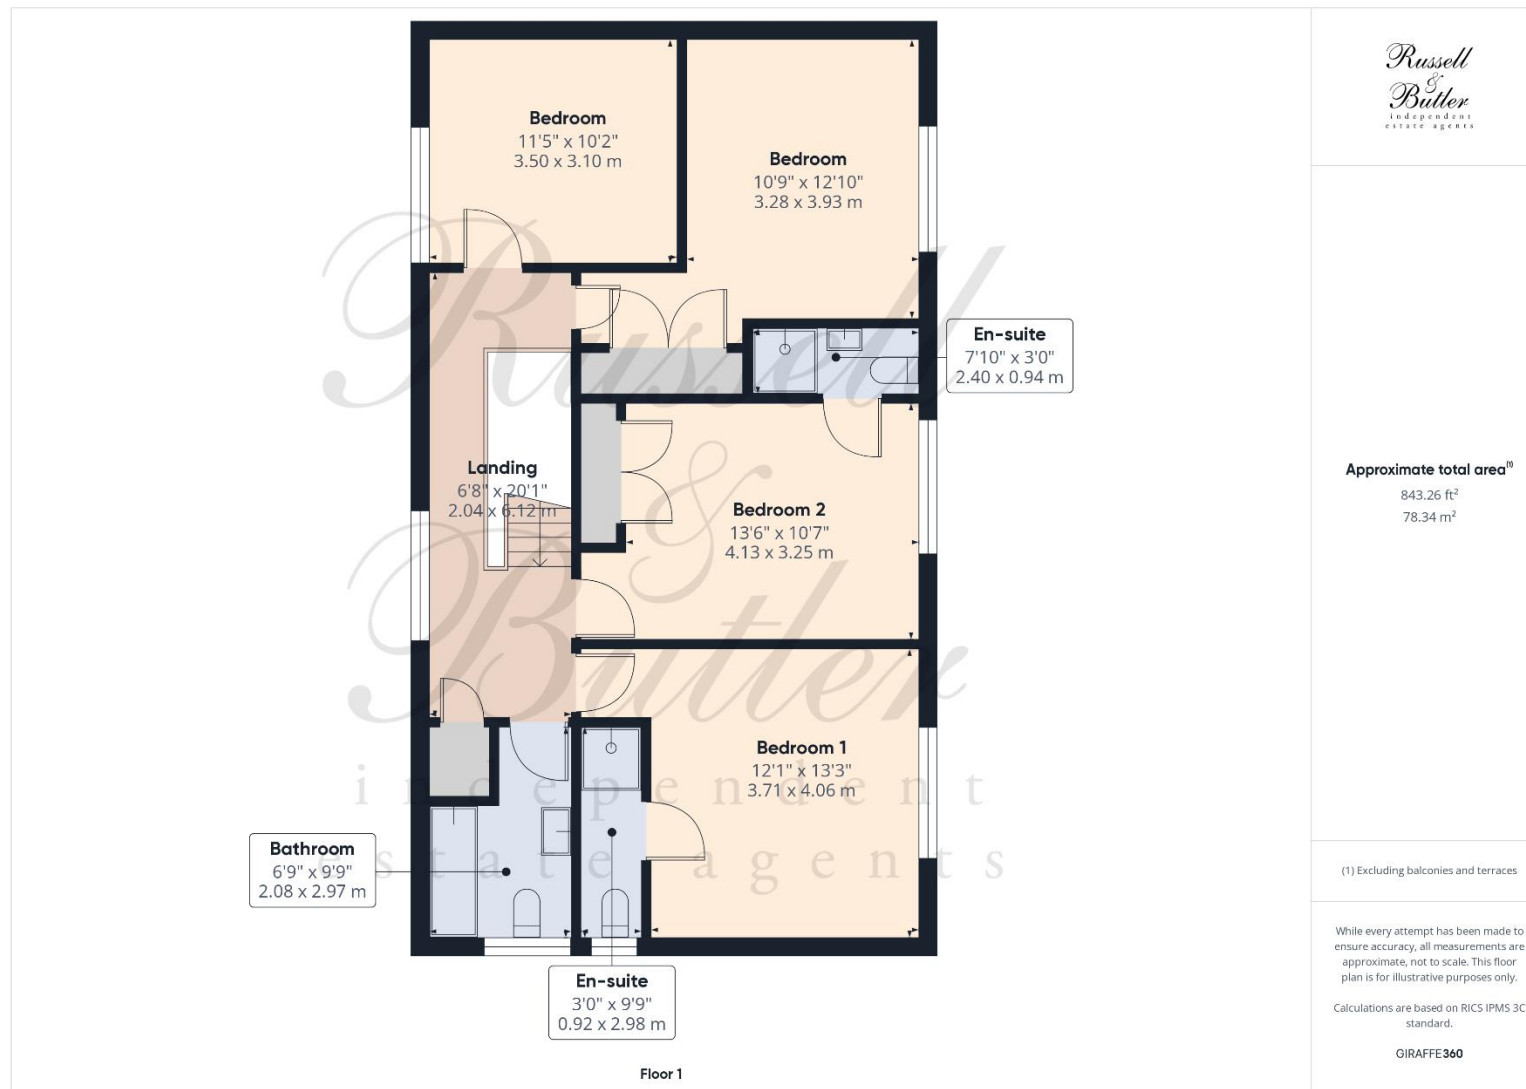 Bedroom
11'5" x 10'2"
3.50 x 3.10 m
Bedroom
10'9" x 12'10"
3.28 x 3.93 m
En-suite
7'10" x 3'0"
2.40 x 0.94 m
Landing
6'8" x 20'1"
2.04 x 6.12 m
Bedroom 2
13'6" x 10'7"
4.13 x 3.25 m
Bedroom 1
12'1" x 13'3"
3.71 x 4.06 m
Bathroom
6'9" x 9'9"
2.08 x 2.97 m
En-suite
3'0" x 9'9"
0.92 x 2.98 m
Floor 1
Russell
&
Butler
independent
estate agents
Russell
&
Butler
independent
estate agents
Approximate total area(1)
843.26 ft²
78.34 m²
(1) Excluding balconies and terraces
While every attempt has been made to
ensure accuracy, all measurements are
approximate, not to scale. This floor
plan is for illustrative purposes only.
Calculations are based on RICS IPMS 3C
standard.
GIRAFFE360